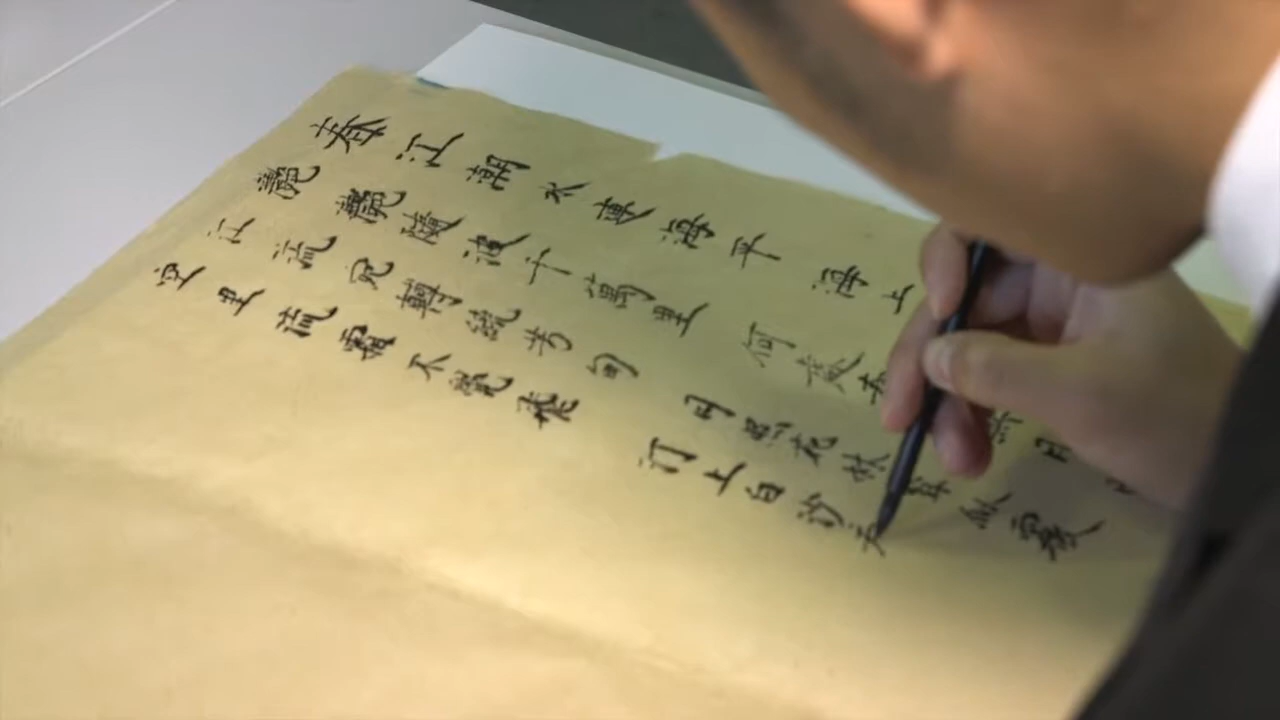 春江潮水連海平 海上
灩灩隨波千萬里 何處春 月
江流宛轉繞芳甸 月照花林皆似霰
空里流霜不覺飛 汀上白沙